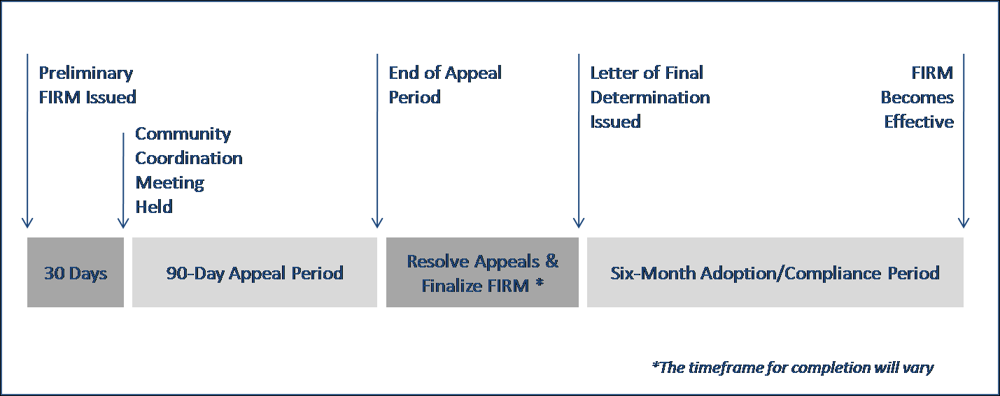 Preliminary
FIRM Issued
Community
Coordination
Meeting
Held
End of Appeal
Period
Letter of Final
Determination
Issued
FIRM
Becomes
Effective
30 Days
90-Day Appeal Period
Resolve Appeals &
Finalize FIRM *
Six-Month Adoption/Compliance Period
*The timeframe for completion will vary